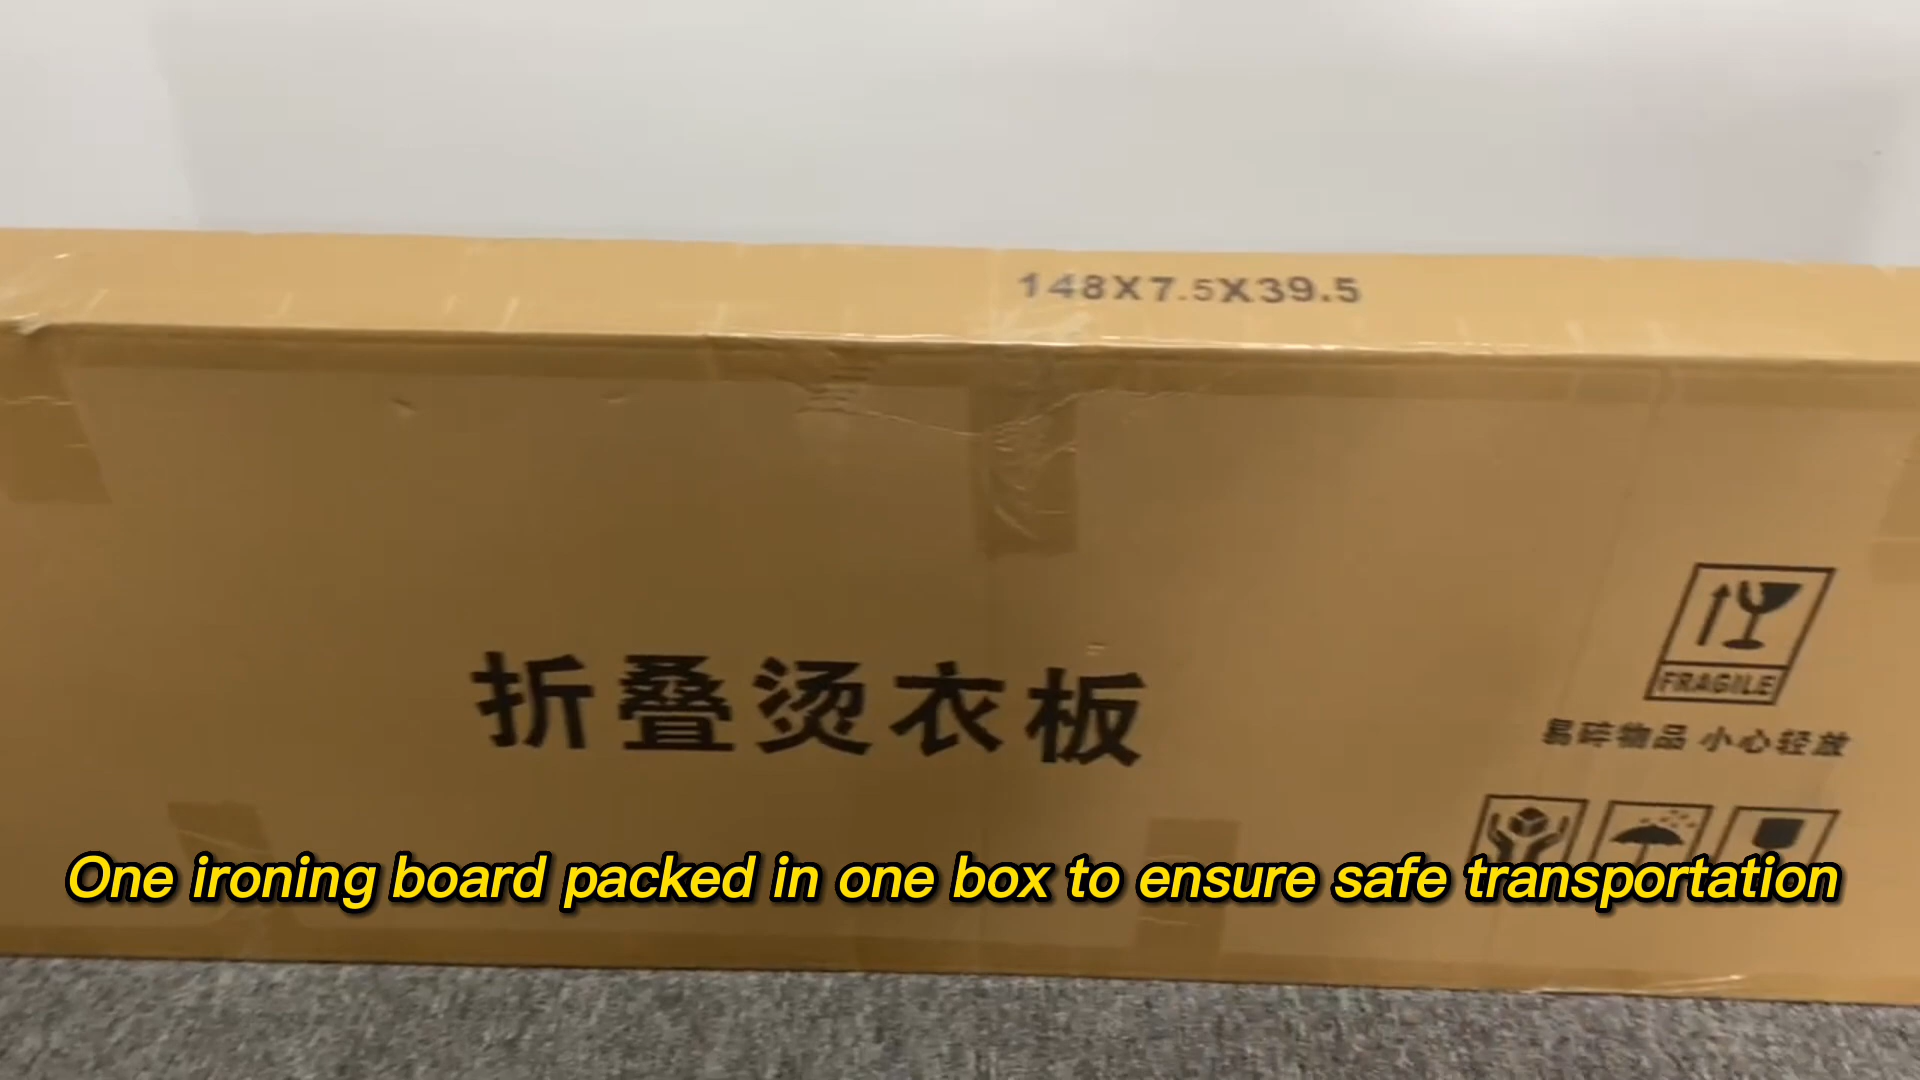 148X7.5X39.5
折叠烫衣板
FRAGILE
易碎物品 小心轻放
One ironing board packed in one box to ensure safe transportation